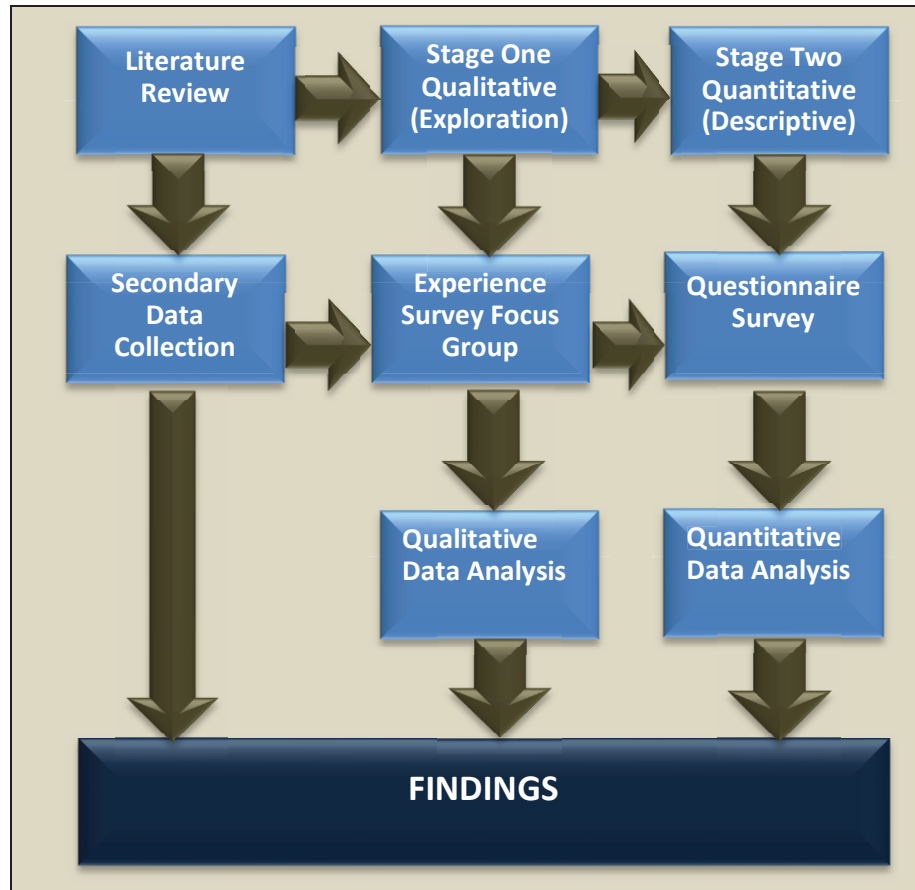 Literature
Review
Stage One
Qualitative
(Exploration)
Stage Two
Quantitative
(Descriptive)
Secondary
Data
Collection
Experience
Survey Focus
Group
Questionnaire
Survey
Qualitative
Data Analysis
Quantitative
Data Analysis
FINDINGS